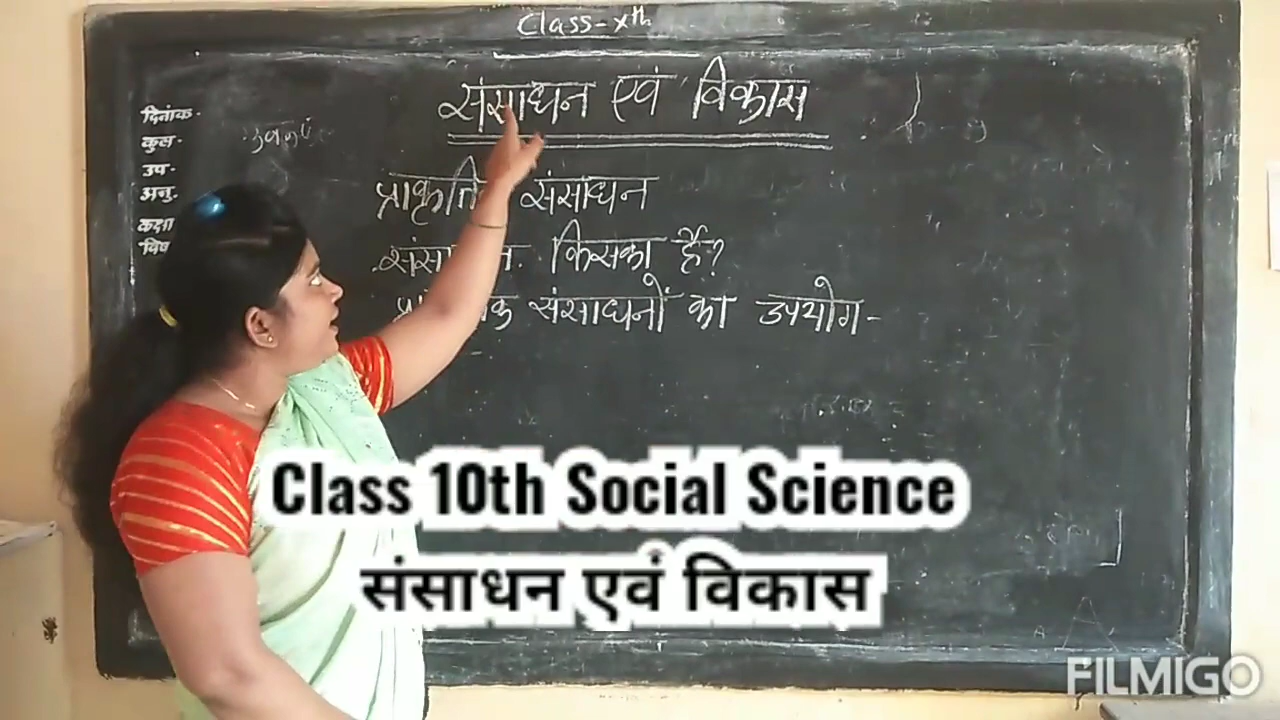 Class-Xth
संसाधन एवं विकास
दिनांक-
कुल-
उप-
अनु.
कक्षा
प्राकृति संसाधन
किसका है?
संसाधनों का उपयोग-
Class 10th Social Science
संसाधन एवं विकास
FILMIGO